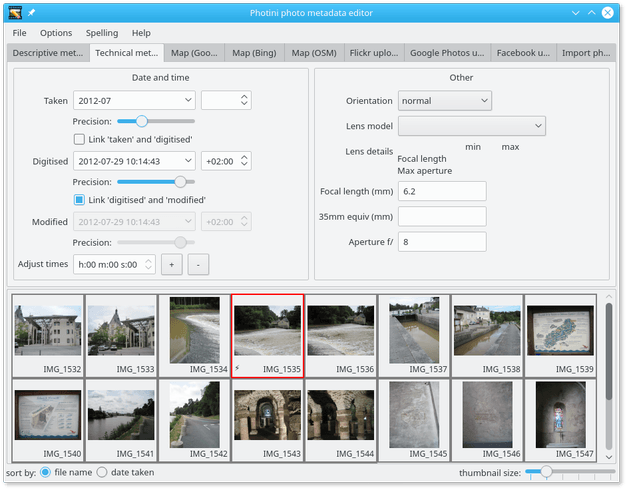 Photini photo metadata editor
File Options Spelling Help
Descriptive met... Technical met... Map (Goo... Map (Bing) Map (OSM) Flickr uplo... Google Photos u... Facebook u... Import ph...
Date and time
Taken 2012-07
Precision:
Link 'taken' and 'digitised'
Digitised 2012-07-29 10:14:43 +02:00
Precision:
Link 'digitised' and 'modified'
Modified 2012-07-29 10:14:43 +02:00
Precision:
Adjust times h:00 m:00 s:00 + -
Other
Orientation normal
Lens model
min max
Lens details
Focal length
Max aperture
Focal length (mm) 6.2
35mm equiv (mm)
Aperture f/ 8
IMG_1532 IMG_1533 IMG_1534 IMG_1535 IMG_1536 IMG_1537 IMG_1538 IMG_1539
IMG_1540 IMG_1541 IMG_1542 IMG_1543 IMG_1544 IMG_1545 IMG_1546 IMG_1547
sort by: file name date taken thumbnail size: